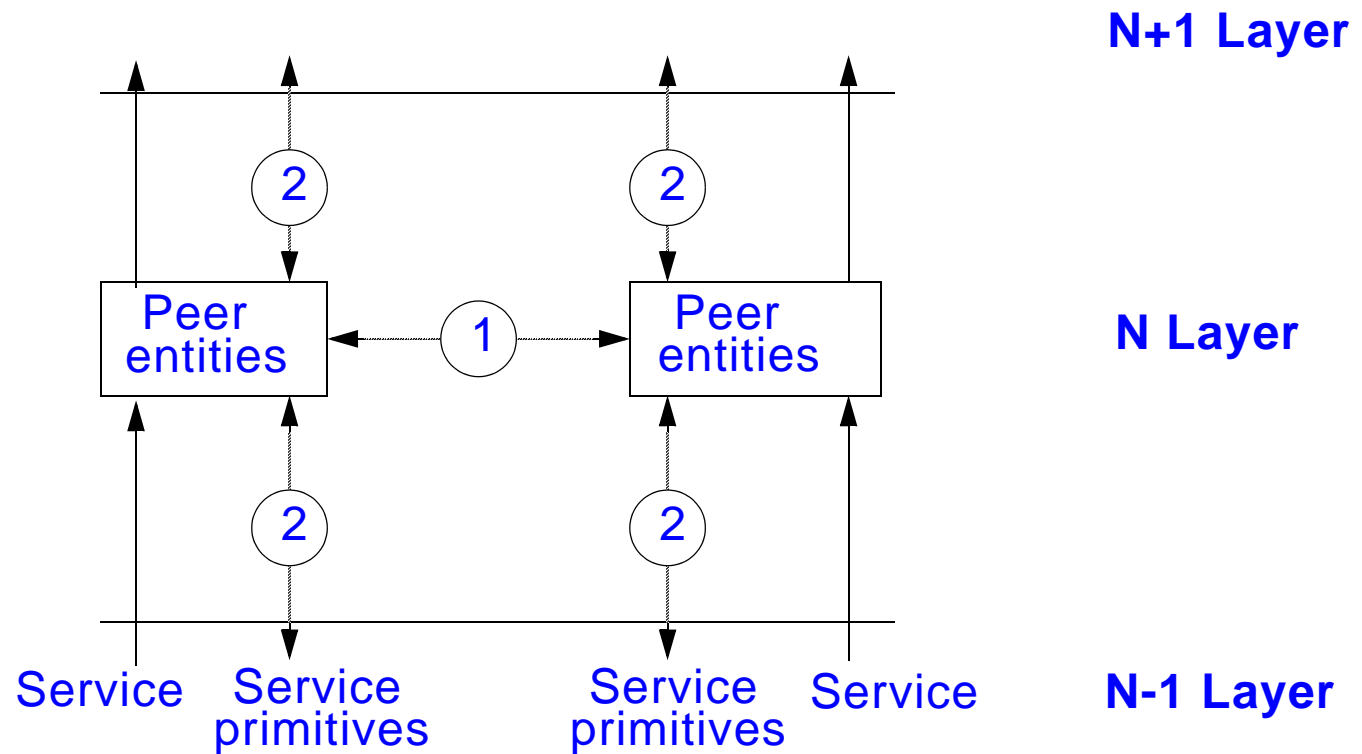 N+1 Layer
2 2
Peer
entities
1
Peer
entities
N Layer
2 2
Service
Service
primitives
Service
primitives
Service
N-1 Layer